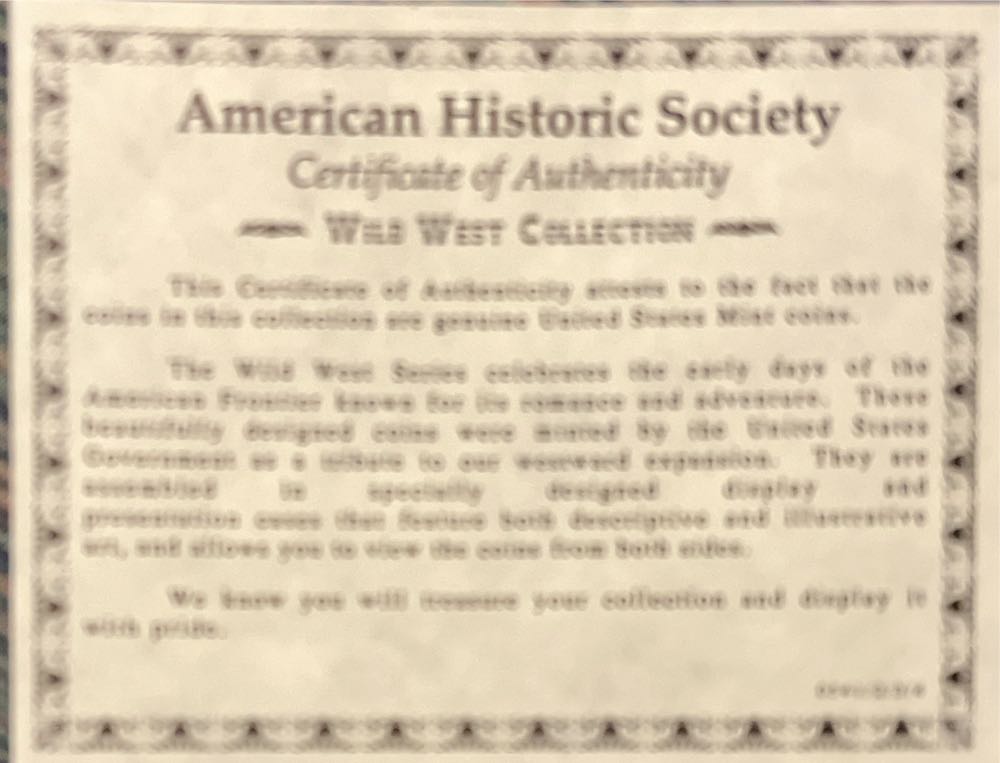 American Historic Society
Certificate of Authenticity
WILD WEST COLLECTION
This Certificate of Authenticity attests to the fact that the
coins in this collection are genuine United States Mint coins.
The Wild West Series celebrates the early days of the
American Frontier known for its romance and adventure. These
beautifully designed coins were minted by the United States
Government as a tribute to our westward expansion. They are
assembled in specially designed display and
presentation cases that feature both descriptive and illustrative
art, and allows you to view the coins from both sides.
We know you will treasure your collection and display it
with pride.